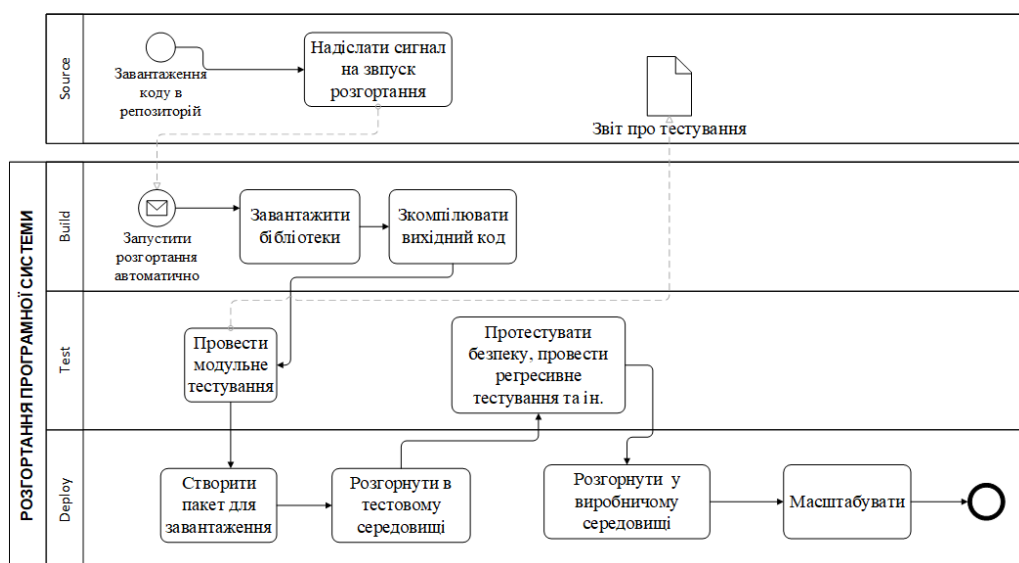 Source
Завантаження
коду в
репозиторій
Надіслати сигнал
на звпуск
розгортання
Звіт про тестування
РОЗГОРТАННЯ ПРОГРАМНОЇ СИСТЕМИ
Build
Запустити
розгортання
автоматично
Завантажити
бібліотеки
Зкомпілювати
вихідний код
Test
Провести
модульне
тестування
Протестувати
безпеку, провести
регресивне
тестування та ін.
Deploy
Створити
пакет для
завантаження
Розгорнути в
тестовому
середовищі
Розгорнути у
виробничому
середовищі
Масштабувати